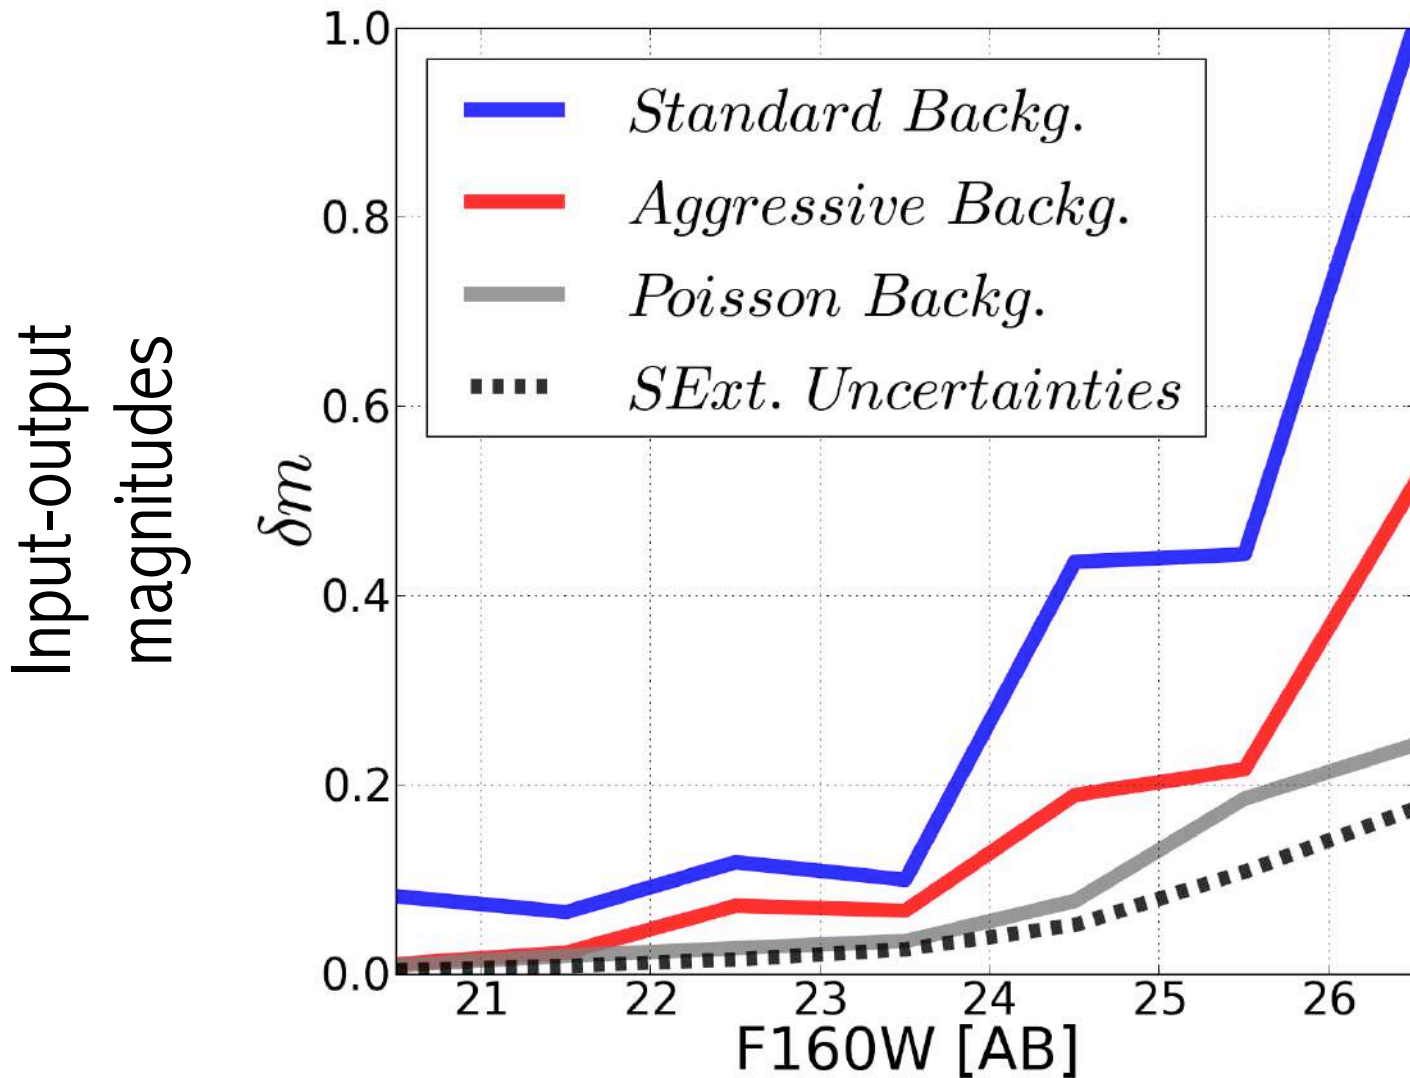 Input-output
magnitudes
δm
1.0
0.8
0.6
0.4
0.2
0.0
Standard Backg.
Aggressive Backg.
Poisson Backg.
SExt. Uncertainties
21 22 23 24 25 26
F160W [AB]